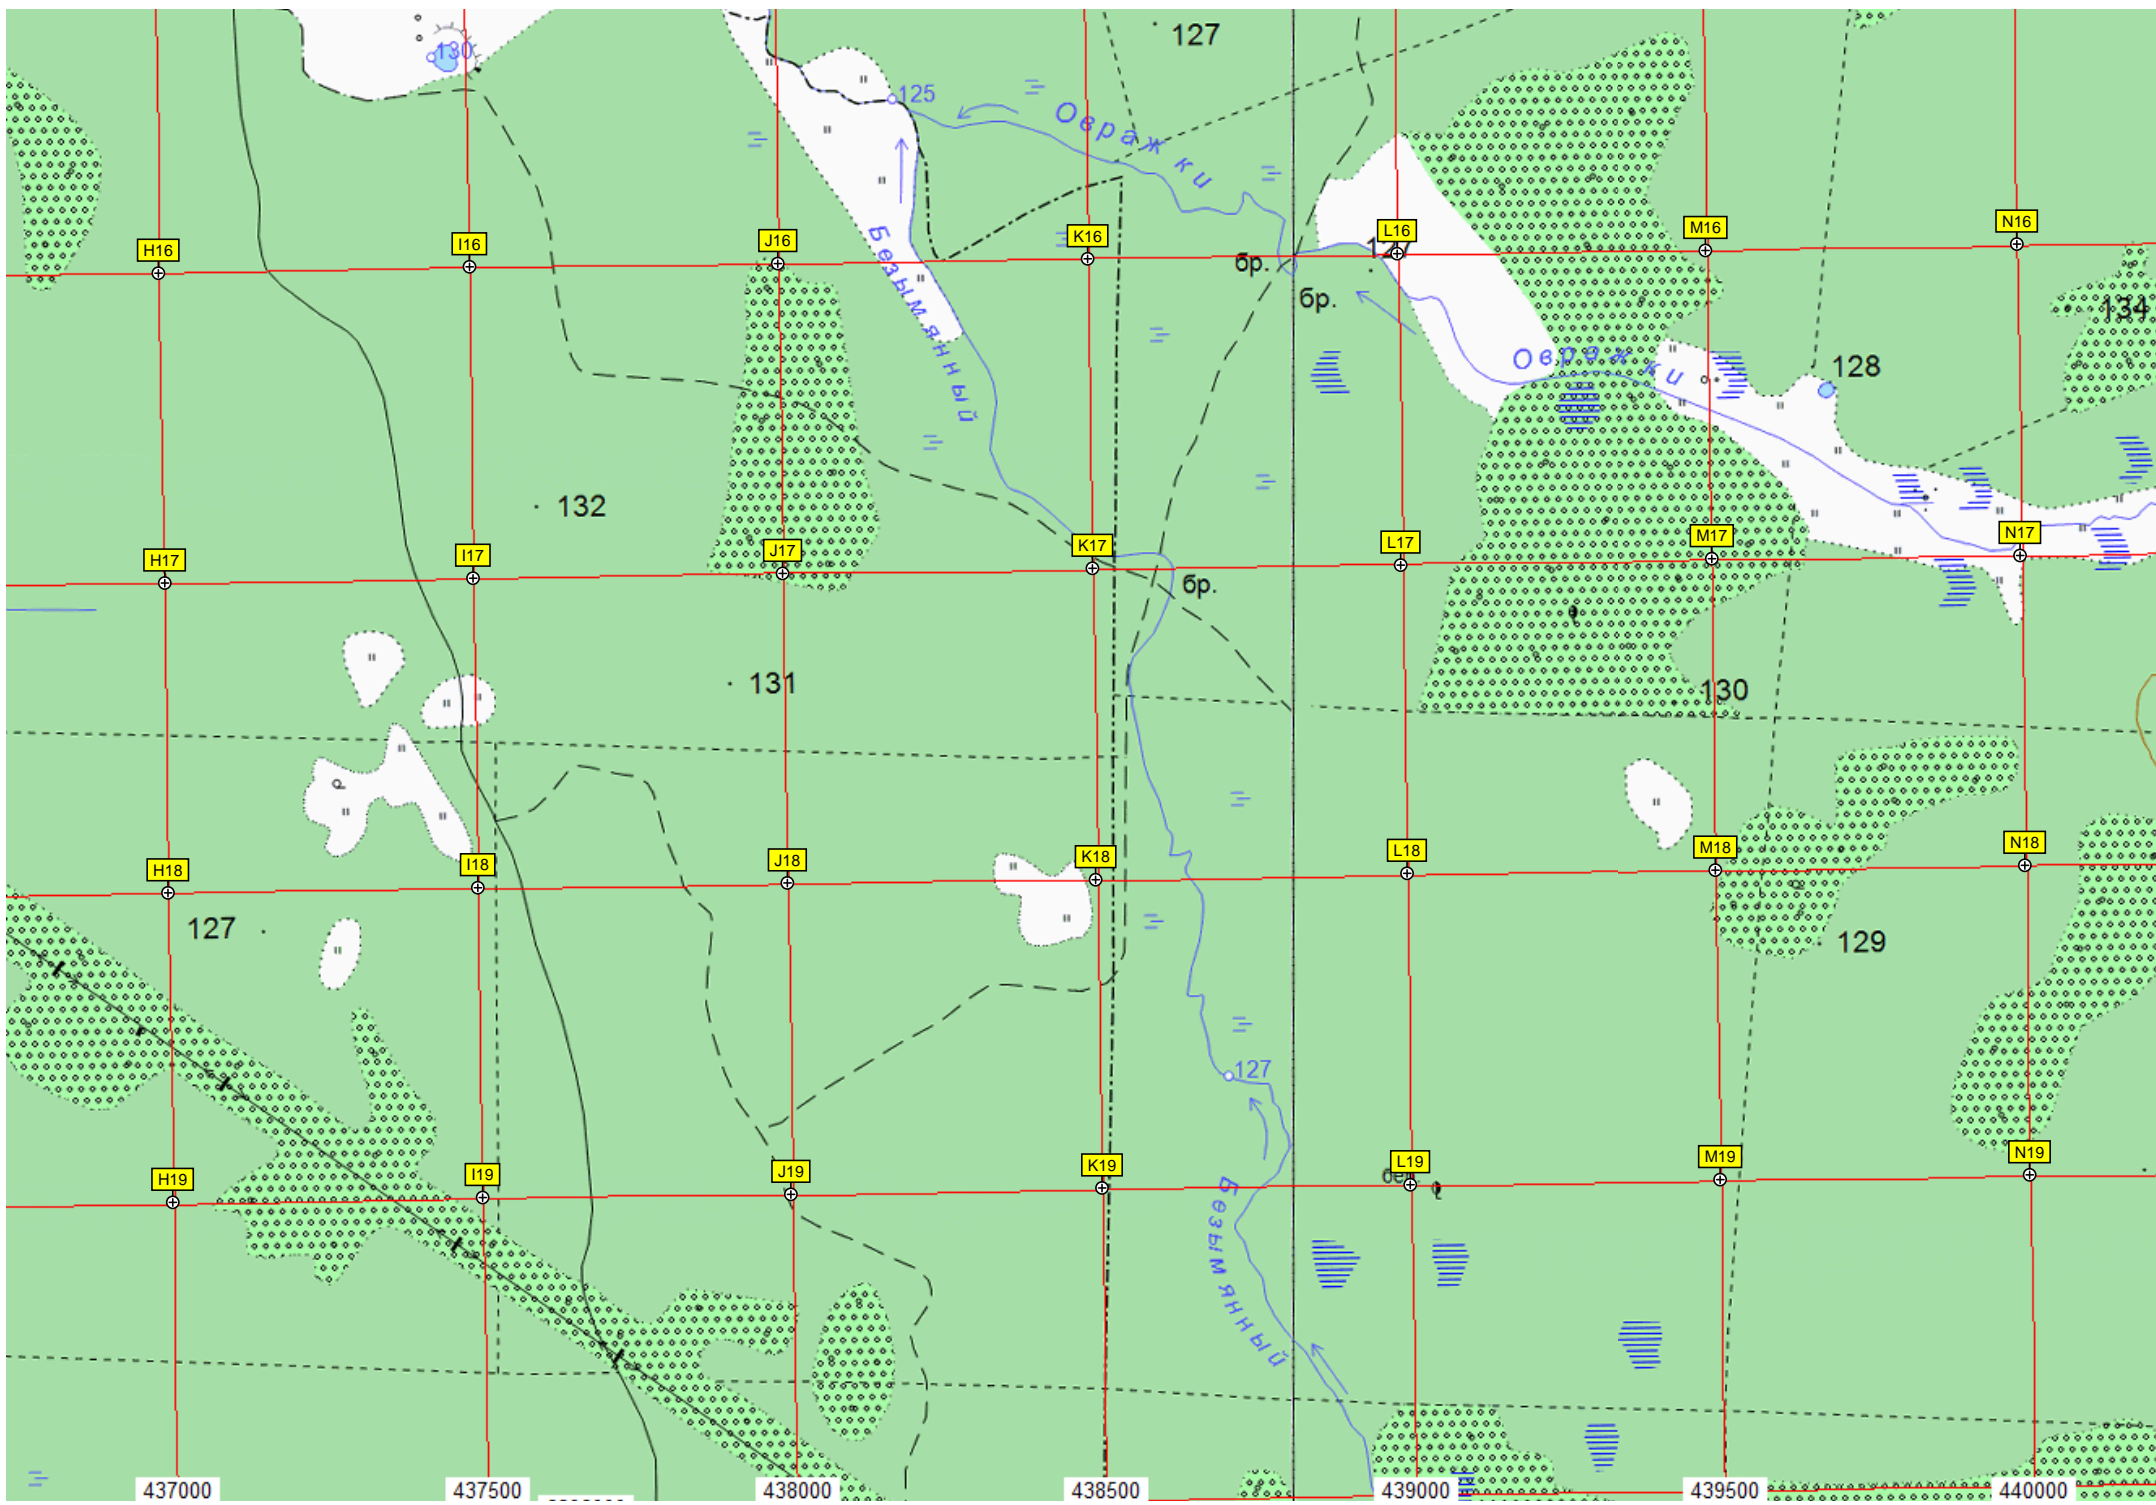 127
130
125
Овражки
H16
I16
J16
K16
L16
M16
N16
бр.
бр.
134
Безымянный
Овражки
128
132
H17
I17
J17
K17
L17
M17
N17
бр.
131
130
H18
I18
J18
K18
L18
M18
N18
127
129
127
H19
I19
J19
K19
L19
M19
N19
Безымянный
437000
437500
438000
438500
439000
439500
440000